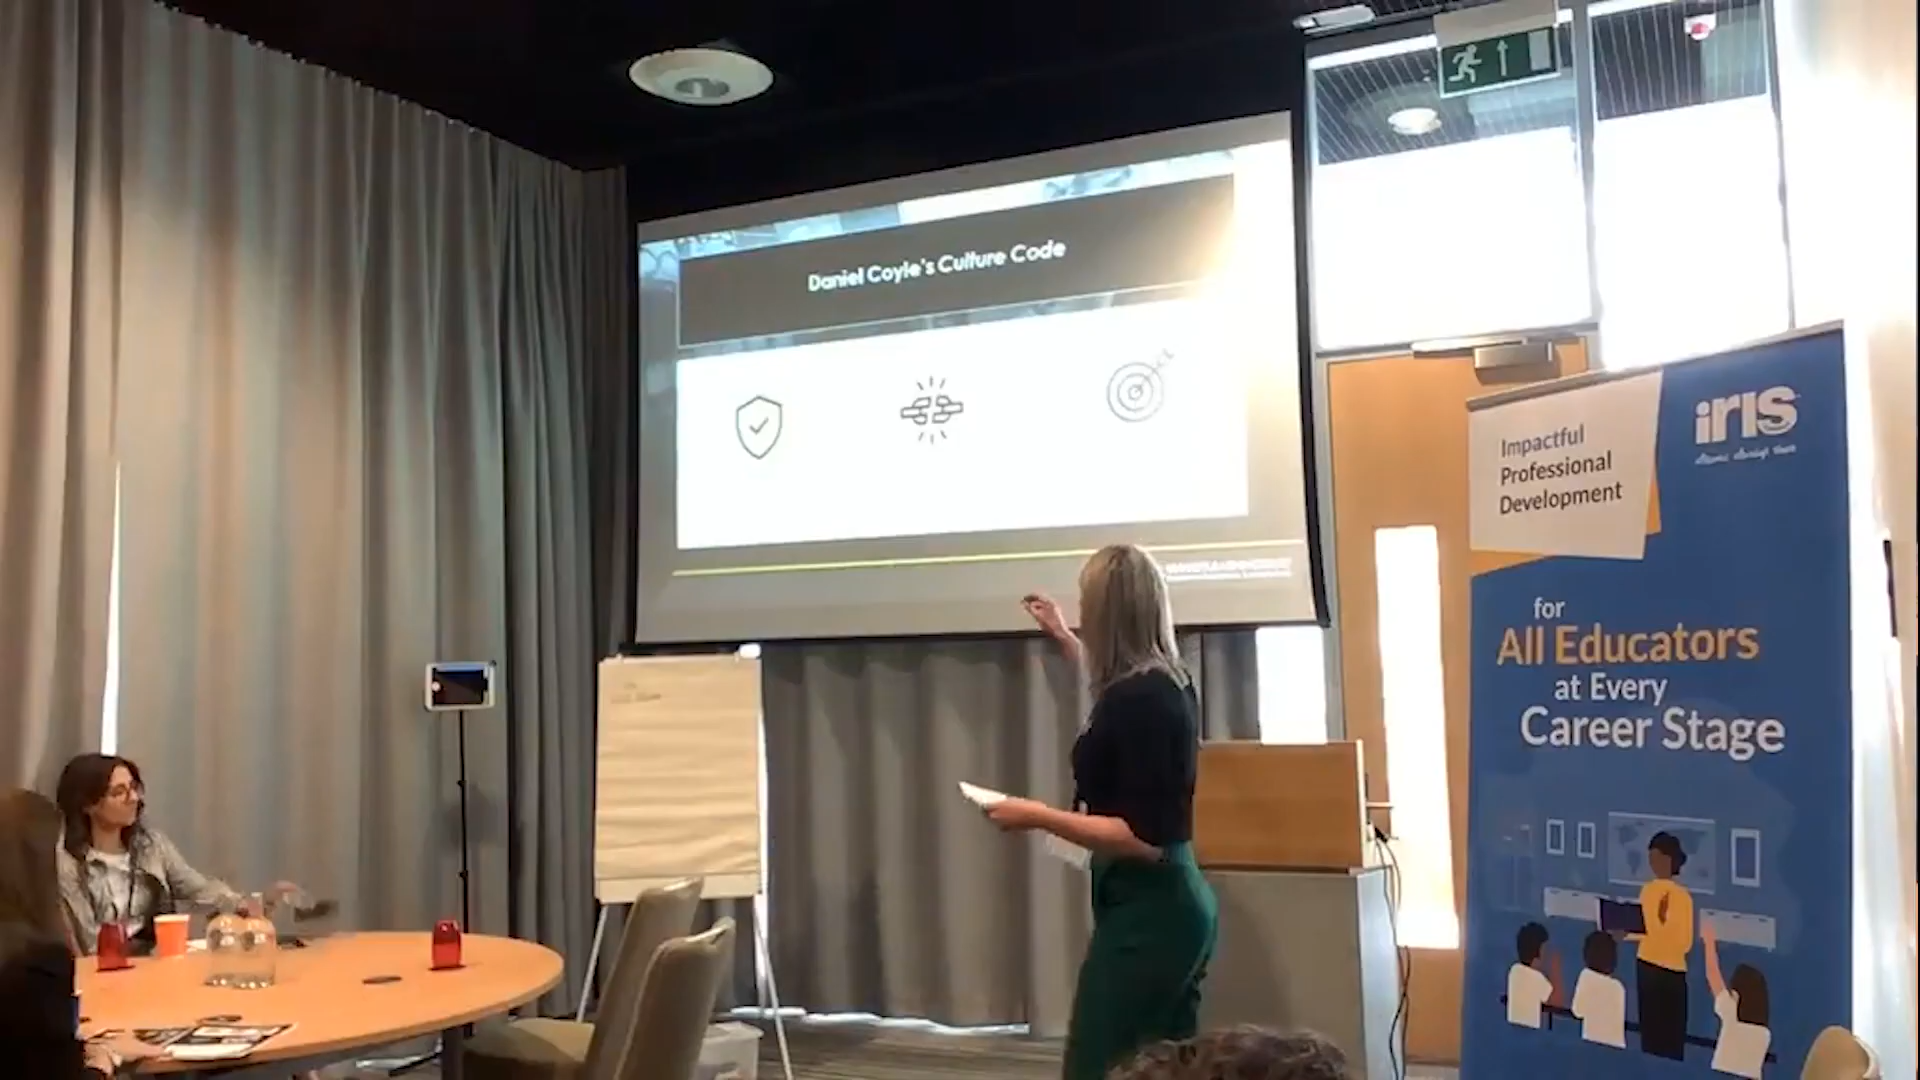 Daniel Coyle's Culture Code
Impactful
Professional
Development
iris
for
All Educators
at Every
Career Stage